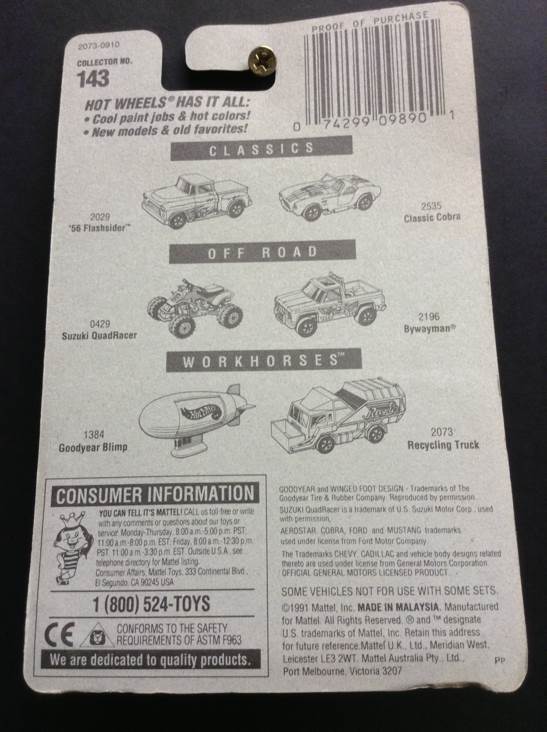 2073-0910
COLLECTOR NO.
143
PROOF OF PURCHASE
0 74299 09890 1
HOT WHEELS® HAS IT ALL:
• Cool paint jobs & hot colors!
• New models & old favorites!
CLASSICS
2029
'56 Flashsider™
2535
Classic Cobra
OFF ROAD
0429
Suzuki QuadRacer
2196
Bywayman®
WORKHORSES™
1384
Goodyear Blimp
2073
Recycling Truck
CONSUMER INFORMATION
YOU CAN TELL IT'S MATTEL! CALL us toll free or write
with any comments or questions about our toys or
service. Monday-Thursday, 8:00 a.m.-5:00 p.m. PST,
11:00 a.m.-8:00 p.m. EST; Friday, 8:00 a.m.-12:30 p.m.
PST, 11:00 a.m.-3:30 p.m. EST. Outside U.S.A., see
telephone directory for Mattel listing.
Consumer Affairs, Mattel Toys, 333 Continental Blvd.,
El Segundo, CA 90245 USA
1 (800) 524-TOYS
CE
CONFORMS TO THE SAFETY
REQUIREMENTS OF ASTM F963
We are dedicated to quality products.
GOODYEAR and WINGED FOOT DESIGN - Trademarks of The
Goodyear Tire & Rubber Company. Reproduced by permission.
SUZUKI QuadRacer is a trademark of U.S. Suzuki Motor Corp., used
with permission.
AEROSTAR, COBRA, FORD and MUSTANG trademarks
used under license from Ford Motor Company.
The Trademarks CHEVY, CADILLAC and vehicle body designs related
thereto are used under license from General Motors Corporation.
OFFICIAL GENERAL MOTORS LICENSED PRODUCT.
SOME VEHICLES NOT FOR USE WITH SOME SETS.
©1991 Mattel, Inc. MADE IN MALAYSIA. Manufactured
for Mattel. All Rights Reserved. ® and ™ designate
U.S. trademarks of Mattel, Inc. Retain this address
for future reference.Mattel U.K., Ltd., Meridian West,
Leicester LE3 2WT. Mattel Australia Pty., Ltd.,
Port Melbourne, Victoria 3207
PP